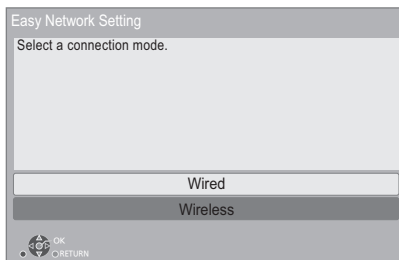 Easy Network Setting
Select a connection mode.
Wired
Wireless
OK
RETURN